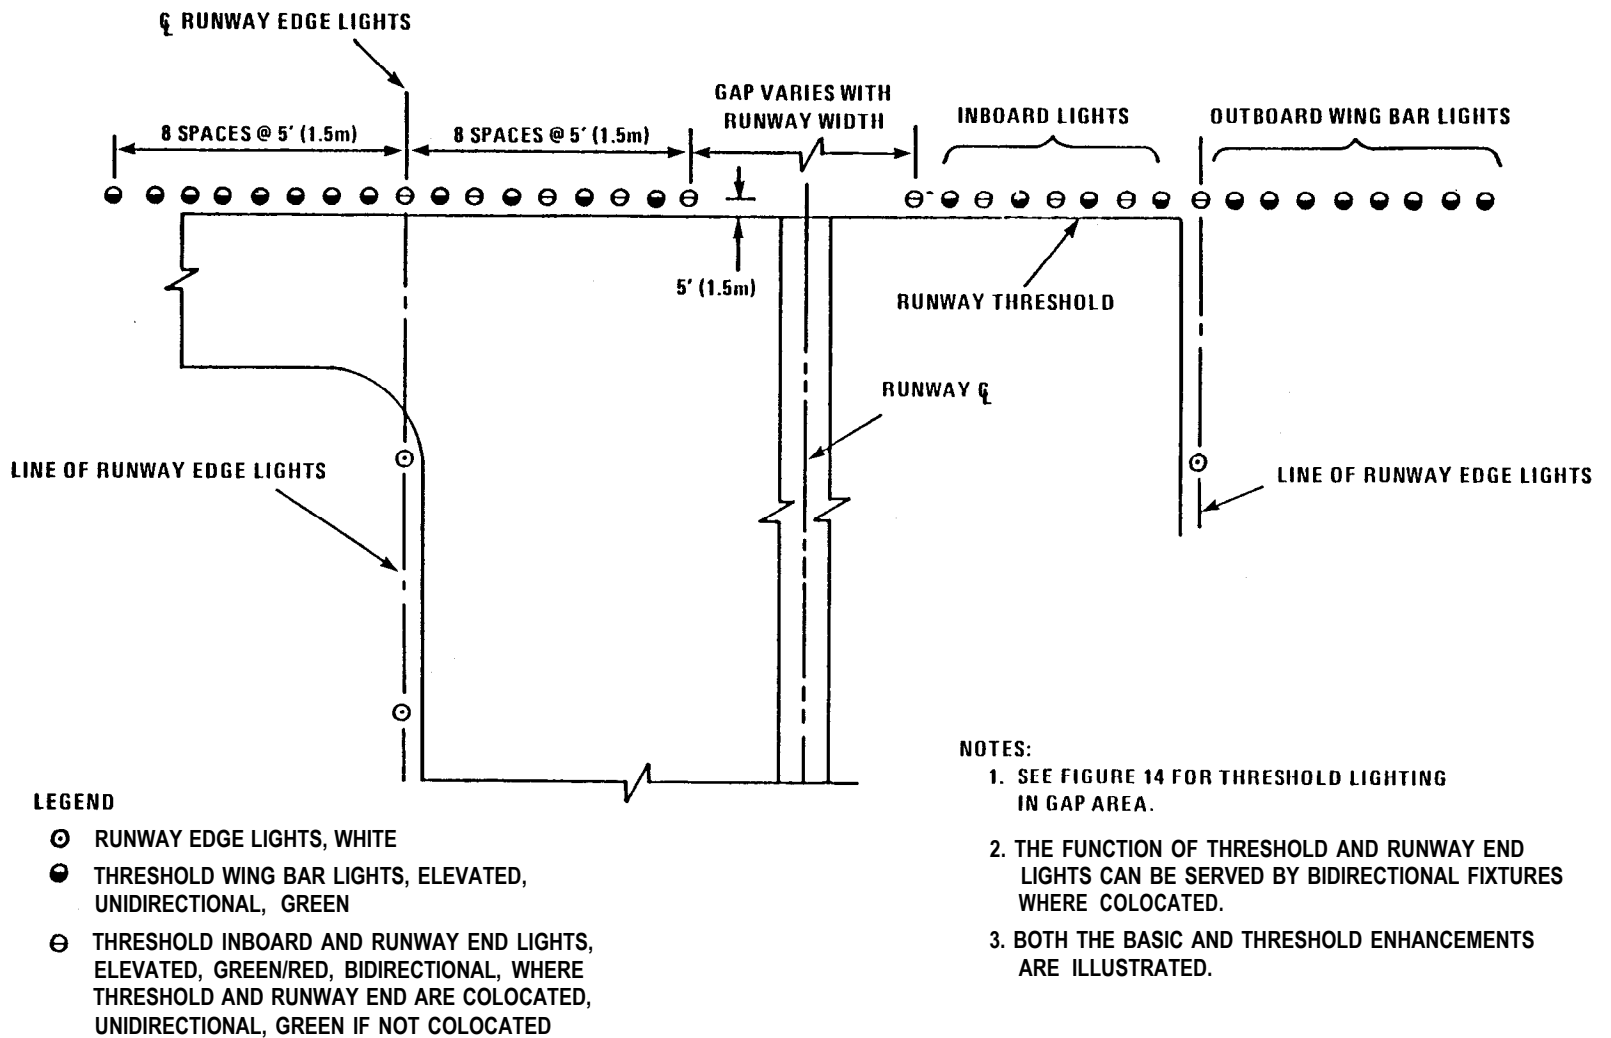 ℄ RUNWAY EDGE LIGHTS
8 SPACES @ 5' (1.5m)
8 SPACES @ 5' (1.5m)
GAP VARIES WITH
RUNWAY WIDTH
INBOARD LIGHTS
OUTBOARD WING BAR LIGHTS
5' (1.5m)
RUNWAY THRESHOLD
RUNWAY ℄
LINE OF RUNWAY EDGE LIGHTS
LINE OF RUNWAY EDGE LIGHTS
LEGEND
RUNWAY EDGE LIGHTS, WHITE
THRESHOLD WING BAR LIGHTS, ELEVATED,
UNIDIRECTIONAL, GREEN
THRESHOLD INBOARD AND RUNWAY END LIGHTS,
ELEVATED, GREEN/RED, BIDIRECTIONAL, WHERE
THRESHOLD AND RUNWAY END ARE COLOCATED,
UNIDIRECTIONAL, GREEN IF NOT COLOCATED
NOTES:
1. SEE FIGURE 14 FOR THRESHOLD LIGHTING
IN GAP AREA.
2. THE FUNCTION OF THRESHOLD AND RUNWAY END
LIGHTS CAN BE SERVED BY BIDIRECTIONAL FIXTURES
WHERE COLOCATED.
3. BOTH THE BASIC AND THRESHOLD ENHANCEMENTS
ARE ILLUSTRATED.